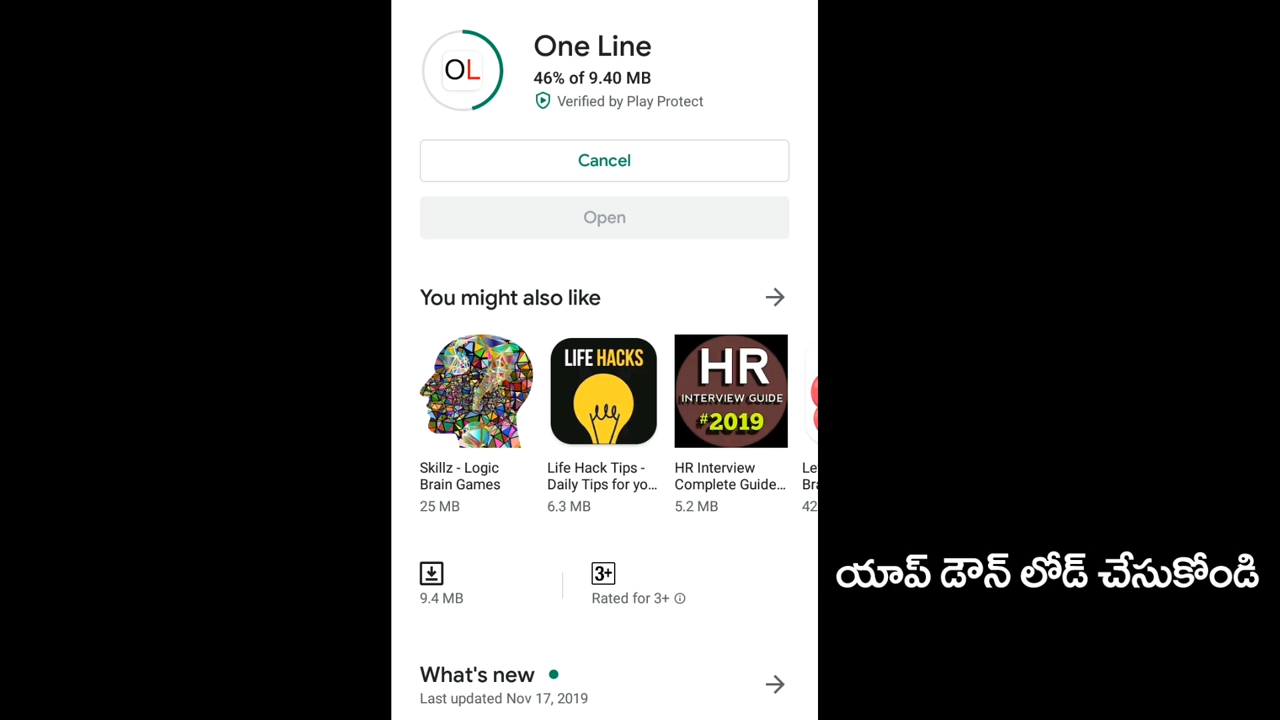 OL
One Line
46% of 9.40 MB
Verified by Play Protect
Cancel
Open
You might also like
LIFE HACKS
HR
INTERVIEW GUIDE
#2019
Skillz - Logic
Brain Games
25 MB
Life Hack Tips -
Daily Tips for yo...
6.3 MB
HR Interview
Complete Guide...
5.2 MB
Le
Bra
42
9.4 MB
3+
Rated for 3+
యాప్ డౌన్ లోడ్ చేసుకోండి
What's new
Last updated Nov 17, 2019